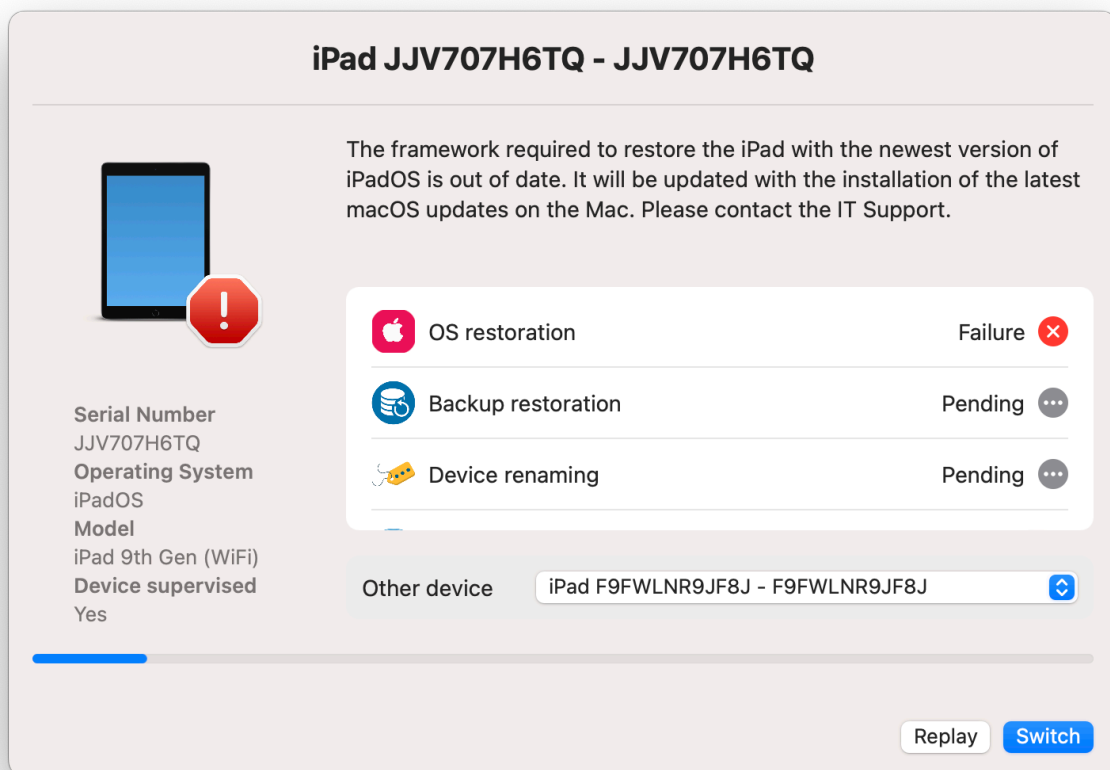 iPad JJV707H6TQ - JJV707H6TQ
The framework required to restore the iPad with the newest version of
iPadOS is out of date. It will be updated with the installation of the latest
macOS updates on the Mac. Please contact the IT Support.
OS restoration Failure
Backup restoration Pending
Device renaming Pending
Serial Number
JJV707H6TQ
Operating System
iPadOS
Model
iPad 9th Gen (WiFi)
Device supervised
Yes
Other device iPad F9FWLNR9JF8J - F9FWLNR9JF8J
Replay Switch